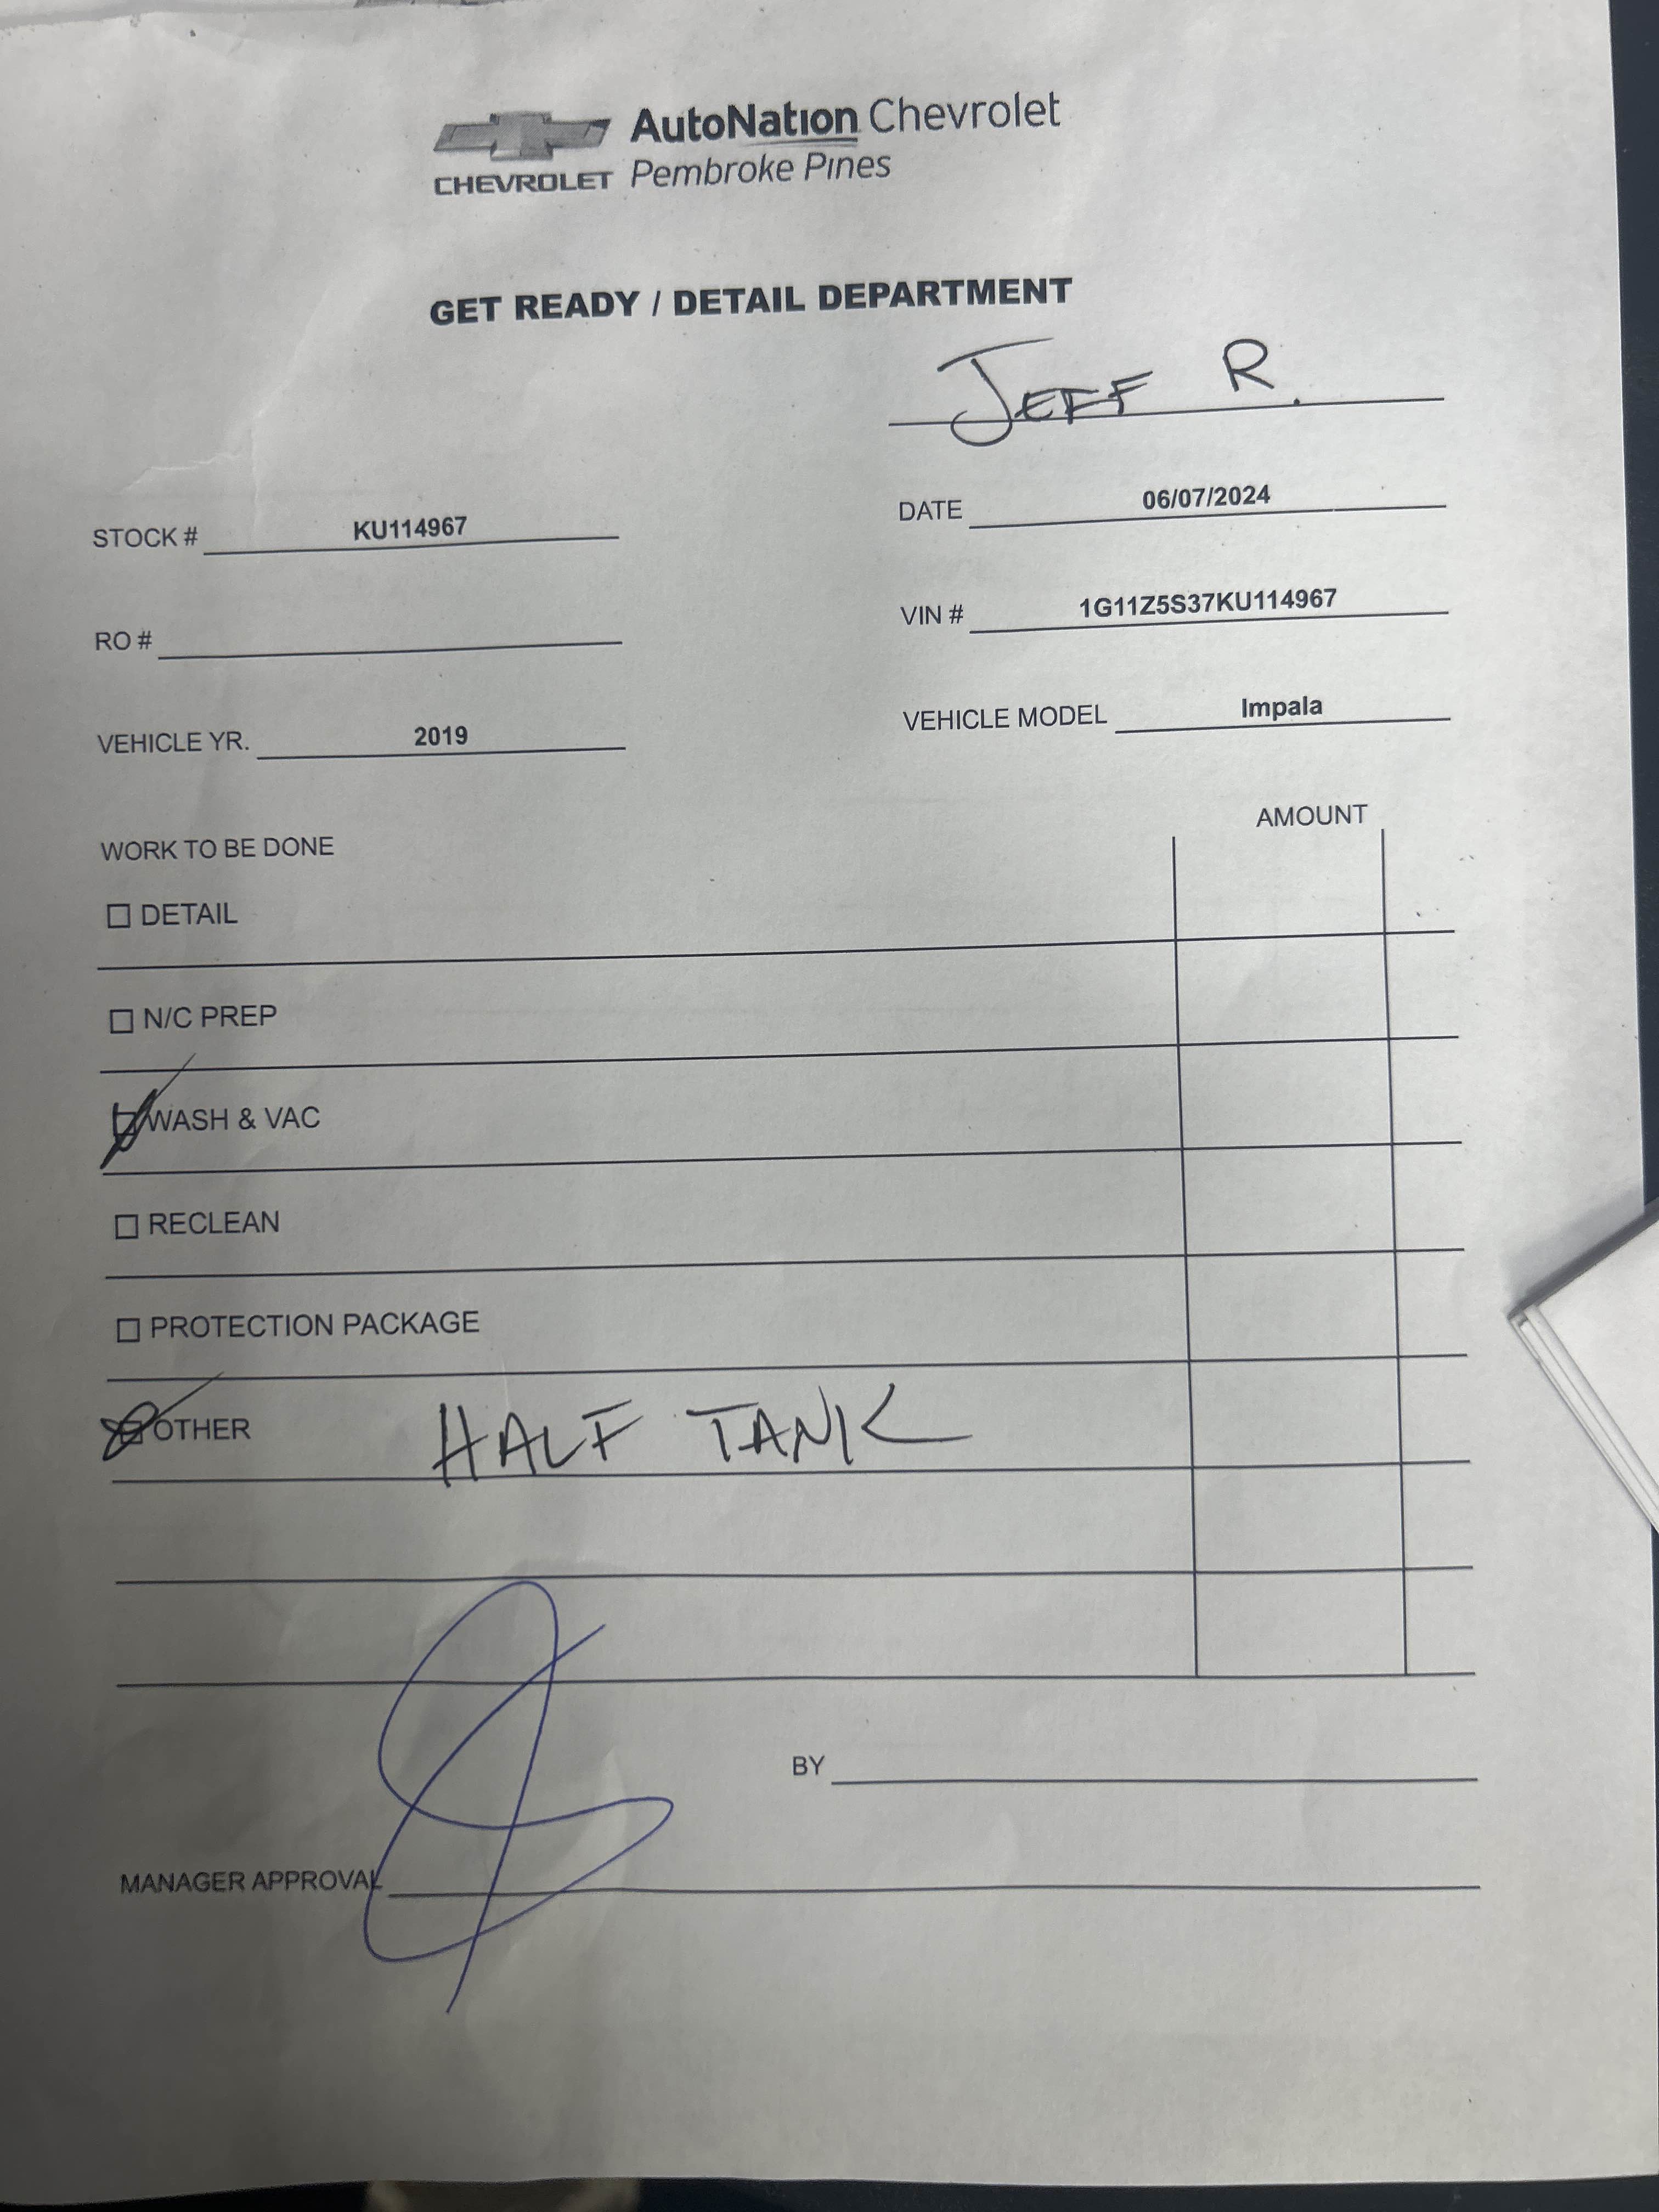 AutoNation Chevrolet
CHEVROLET Pembroke Pines
GET READY / DETAIL DEPARTMENT
JEFF R.
STOCK # KU114967
DATE 06/07/2024
RO #
VIN # 1G11Z5S37KU114967
VEHICLE YR. 2019
VEHICLE MODEL Impala
WORK TO BE DONE
AMOUNT
DETAIL
N/C PREP
WASH & VAC
RECLEAN
PROTECTION PACKAGE
OTHER HALF TANK
BY
MANAGER APPROVAL